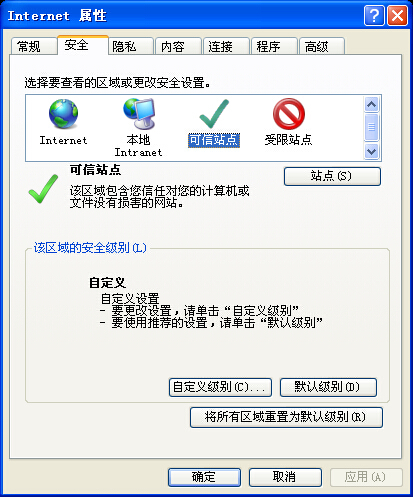 Internet 属性
常规 安全 隐私 内容 连接 程序 高级
选择要查看的区域或更改安全设置。
Internet 本地 Intranet 可信站点 受限站点
可信站点
站点(S)
该区域包含您信任对您的计算机或
文件没有损害的网站。
该区域的安全级别(L)
自定义
自定义设置
- 要更改设置,请单击“自定义级别”
- 要使用推荐的设置,请单击“默认级别”
自定义级别(C)... 默认级别(D)
将所有区域重置为默认级别(R)
确定 取消 应用(A)